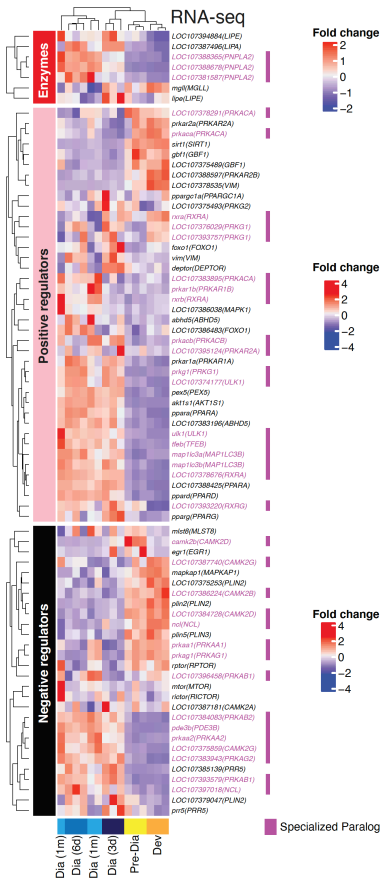 RNA-seq
Enzymes
LOC107394884(LIPE)
LOC107387496(LIPA)
LOC107388365(PNPLA2)
LOC107388678(PNPLA2)
LOC107381587(PNPLA2)
mgll(MGLL)
lipe(LIPE)
Fold change
2
1
0
−1
−2
Positive regulators
LOC107378291(PRKACA)
prkar2a(PRKAR2A)
prkaca(PRKACA)
sirt1(SIRT1)
gbf1(GBF1)
LOC107375489(GBF1)
LOC107388597(PRKAR2B)
LOC107378535(VIM)
ppargc1a(PPARGC1A)
LOC107375493(PRKG2)
rxra(RXRA)
LOC107376029(PRKG1)
LOC107393757(PRKG1)
foxo1(FOXO1)
vim(VIM)
deptor(DEPTOR)
LOC107383895(PRKACA)
prkar1b(PRKAR1B)
rxrb(RXRA)
LOC107386038(MAPK1)
abhd5(ABHD5)
LOC107386483(FOXO1)
prkacb(PRKACB)
LOC107395124(PRKAR2A)
prkar1a(PRKAR1A)
prkg1(PRKG1)
LOC107374177(ULK1)
pex5(PEX5)
akt1s1(AKT1S1)
ppara(PPARA)
LOC107383196(ABHD5)
ulk1(ULK1)
tfeb(TFEB)
map1lc3a(MAP1LC3B)
map1lc3b(MAP1LC3B)
LOC107378676(RXRA)
LOC107388425(PPARA)
ppard(PPARD)
LOC107393220(RXRG)
pparg(PPARG)
Fold change
4
2
0
−2
−4
Negative regulators
mlst8(MLST8)
camk2b(CAMK2D)
egr1(EGR1)
LOC107387740(CAMK2G)
mapkap1(MAPKAP1)
LOC107375253(PLIN2)
LOC107386224(CAMK2B)
plin2(PLIN2)
LOC107384728(CAMK2D)
ncl(NCL)
plin5(PLIN3)
prkaa1(PRKAA1)
prkag1(PRKAG1)
rptor(RPTOR)
LOC107396458(PRKAB1)
mtor(MTOR)
rictor(RICTOR)
LOC107387181(CAMK2A)
LOC107384083(PRKAB2)
pde3b(PDE3B)
prkaa2(PRKAA2)
LOC107375859(CAMK2G)
LOC107383943(PRKAG2)
LOC107385139(PRR5)
LOC107393579(PRKAB1)
LOC107397018(NCL)
LOC107379047(PLIN2)
prr5(PRR5)
Fold change
4
2
0
−2
−4
Dia (1m)
Dia (6d)
Dia (1m)
Dia (3d)
Pre-Dia
Dev
Specialized Paralog